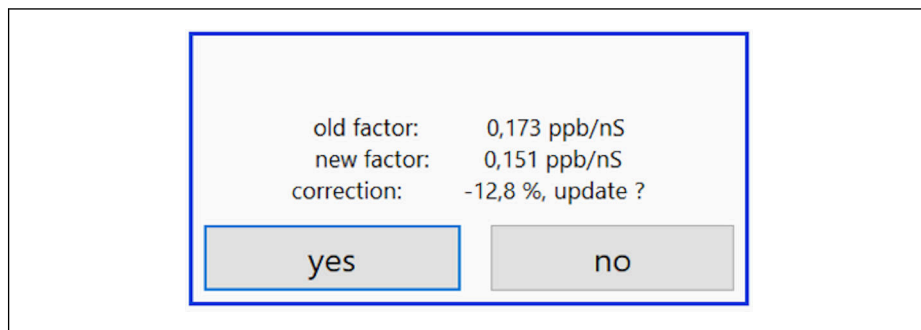 old factor: 0,173 ppb/nS
new factor: 0,151 ppb/nS
correction: -12,8 %, update ?
yes no